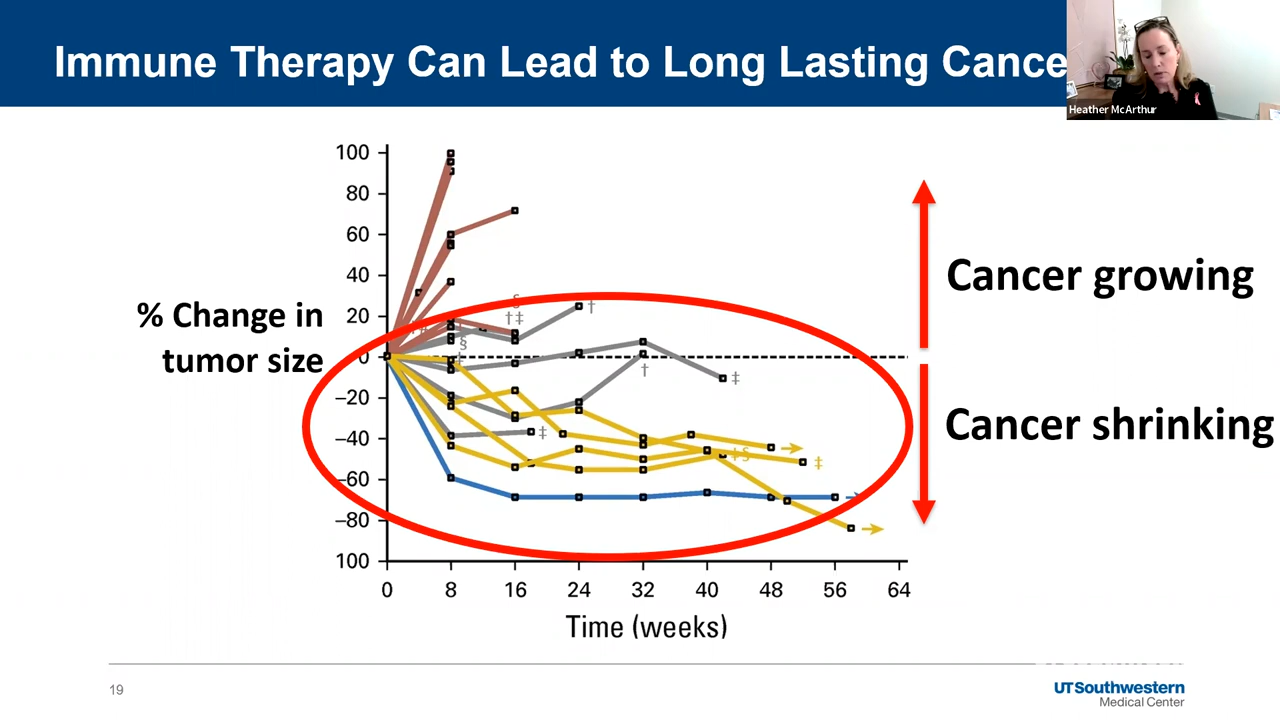 Immune Therapy Can Lead to Long Lasting Cance
Heather McArthur
100
80
60
40
20
0
–20
–40
–60
–80
100
% Change in
tumor size
§
†‡
†
§
‡
†
‡
‡
‡§
‡
Cancer growing
Cancer shrinking
0 8 16 24 32 40 48 56 64
Time (weeks)
19
UTSouthwestern
Medical Center